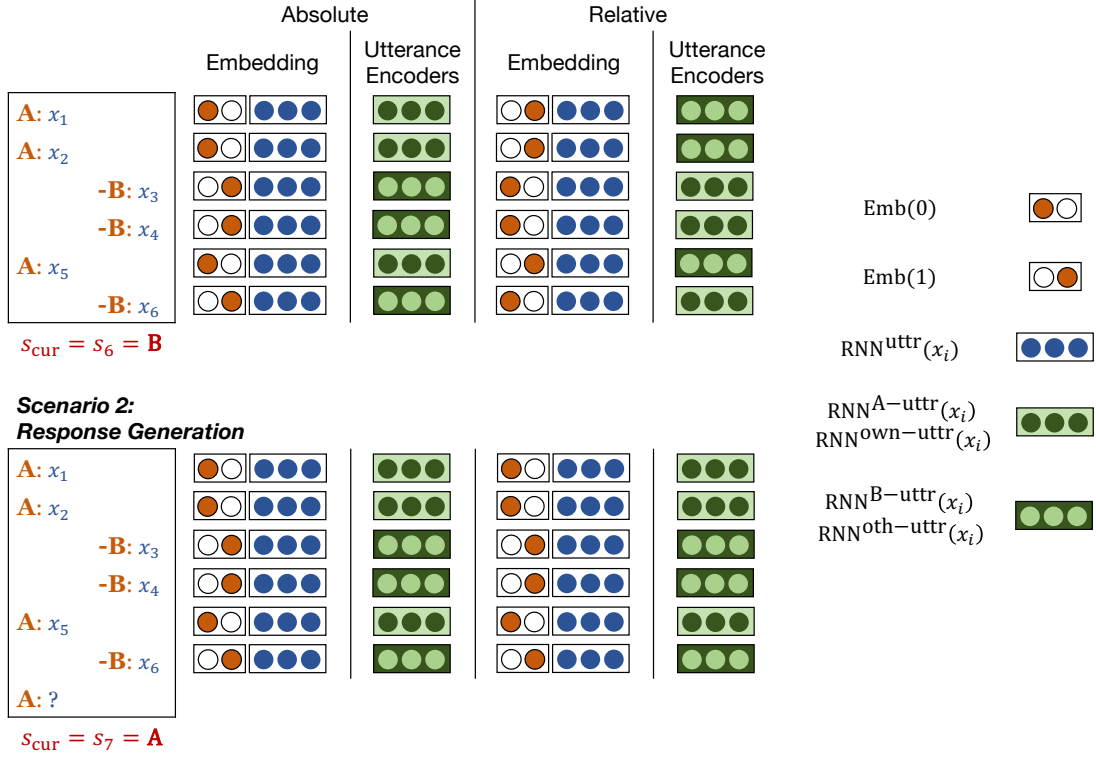 Absolute
Relative
Embedding
Utterance
Encoders
Embedding
Utterance
Encoders
A: x₁
A: x₂
-B: x₃
-B: x₄
A: x₅
-B: x₆
s_cur = s₆ = B
Scenario 2:
Response Generation
A: x₁
A: x₂
-B: x₃
-B: x₄
A: x₅
-B: x₆
A: ?
s_cur = s₇ = A
Emb(0)
Emb(1)
RNN^uttr(x_i)
RNN^A−uttr(x_i)
RNN^own−uttr(x_i)
RNN^B−uttr(x_i)
RNN^oth−uttr(x_i)